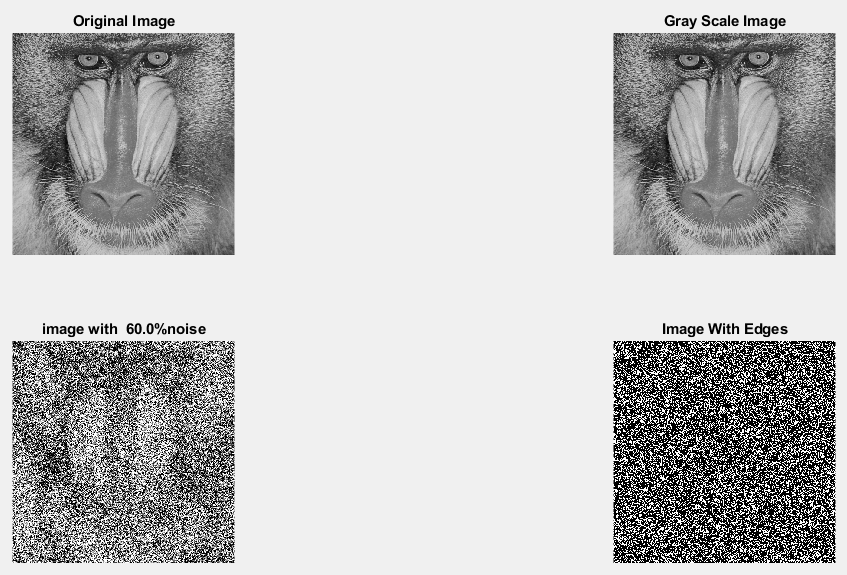 Original Image
Gray Scale Image
image with  60.0%noise
Image With Edges